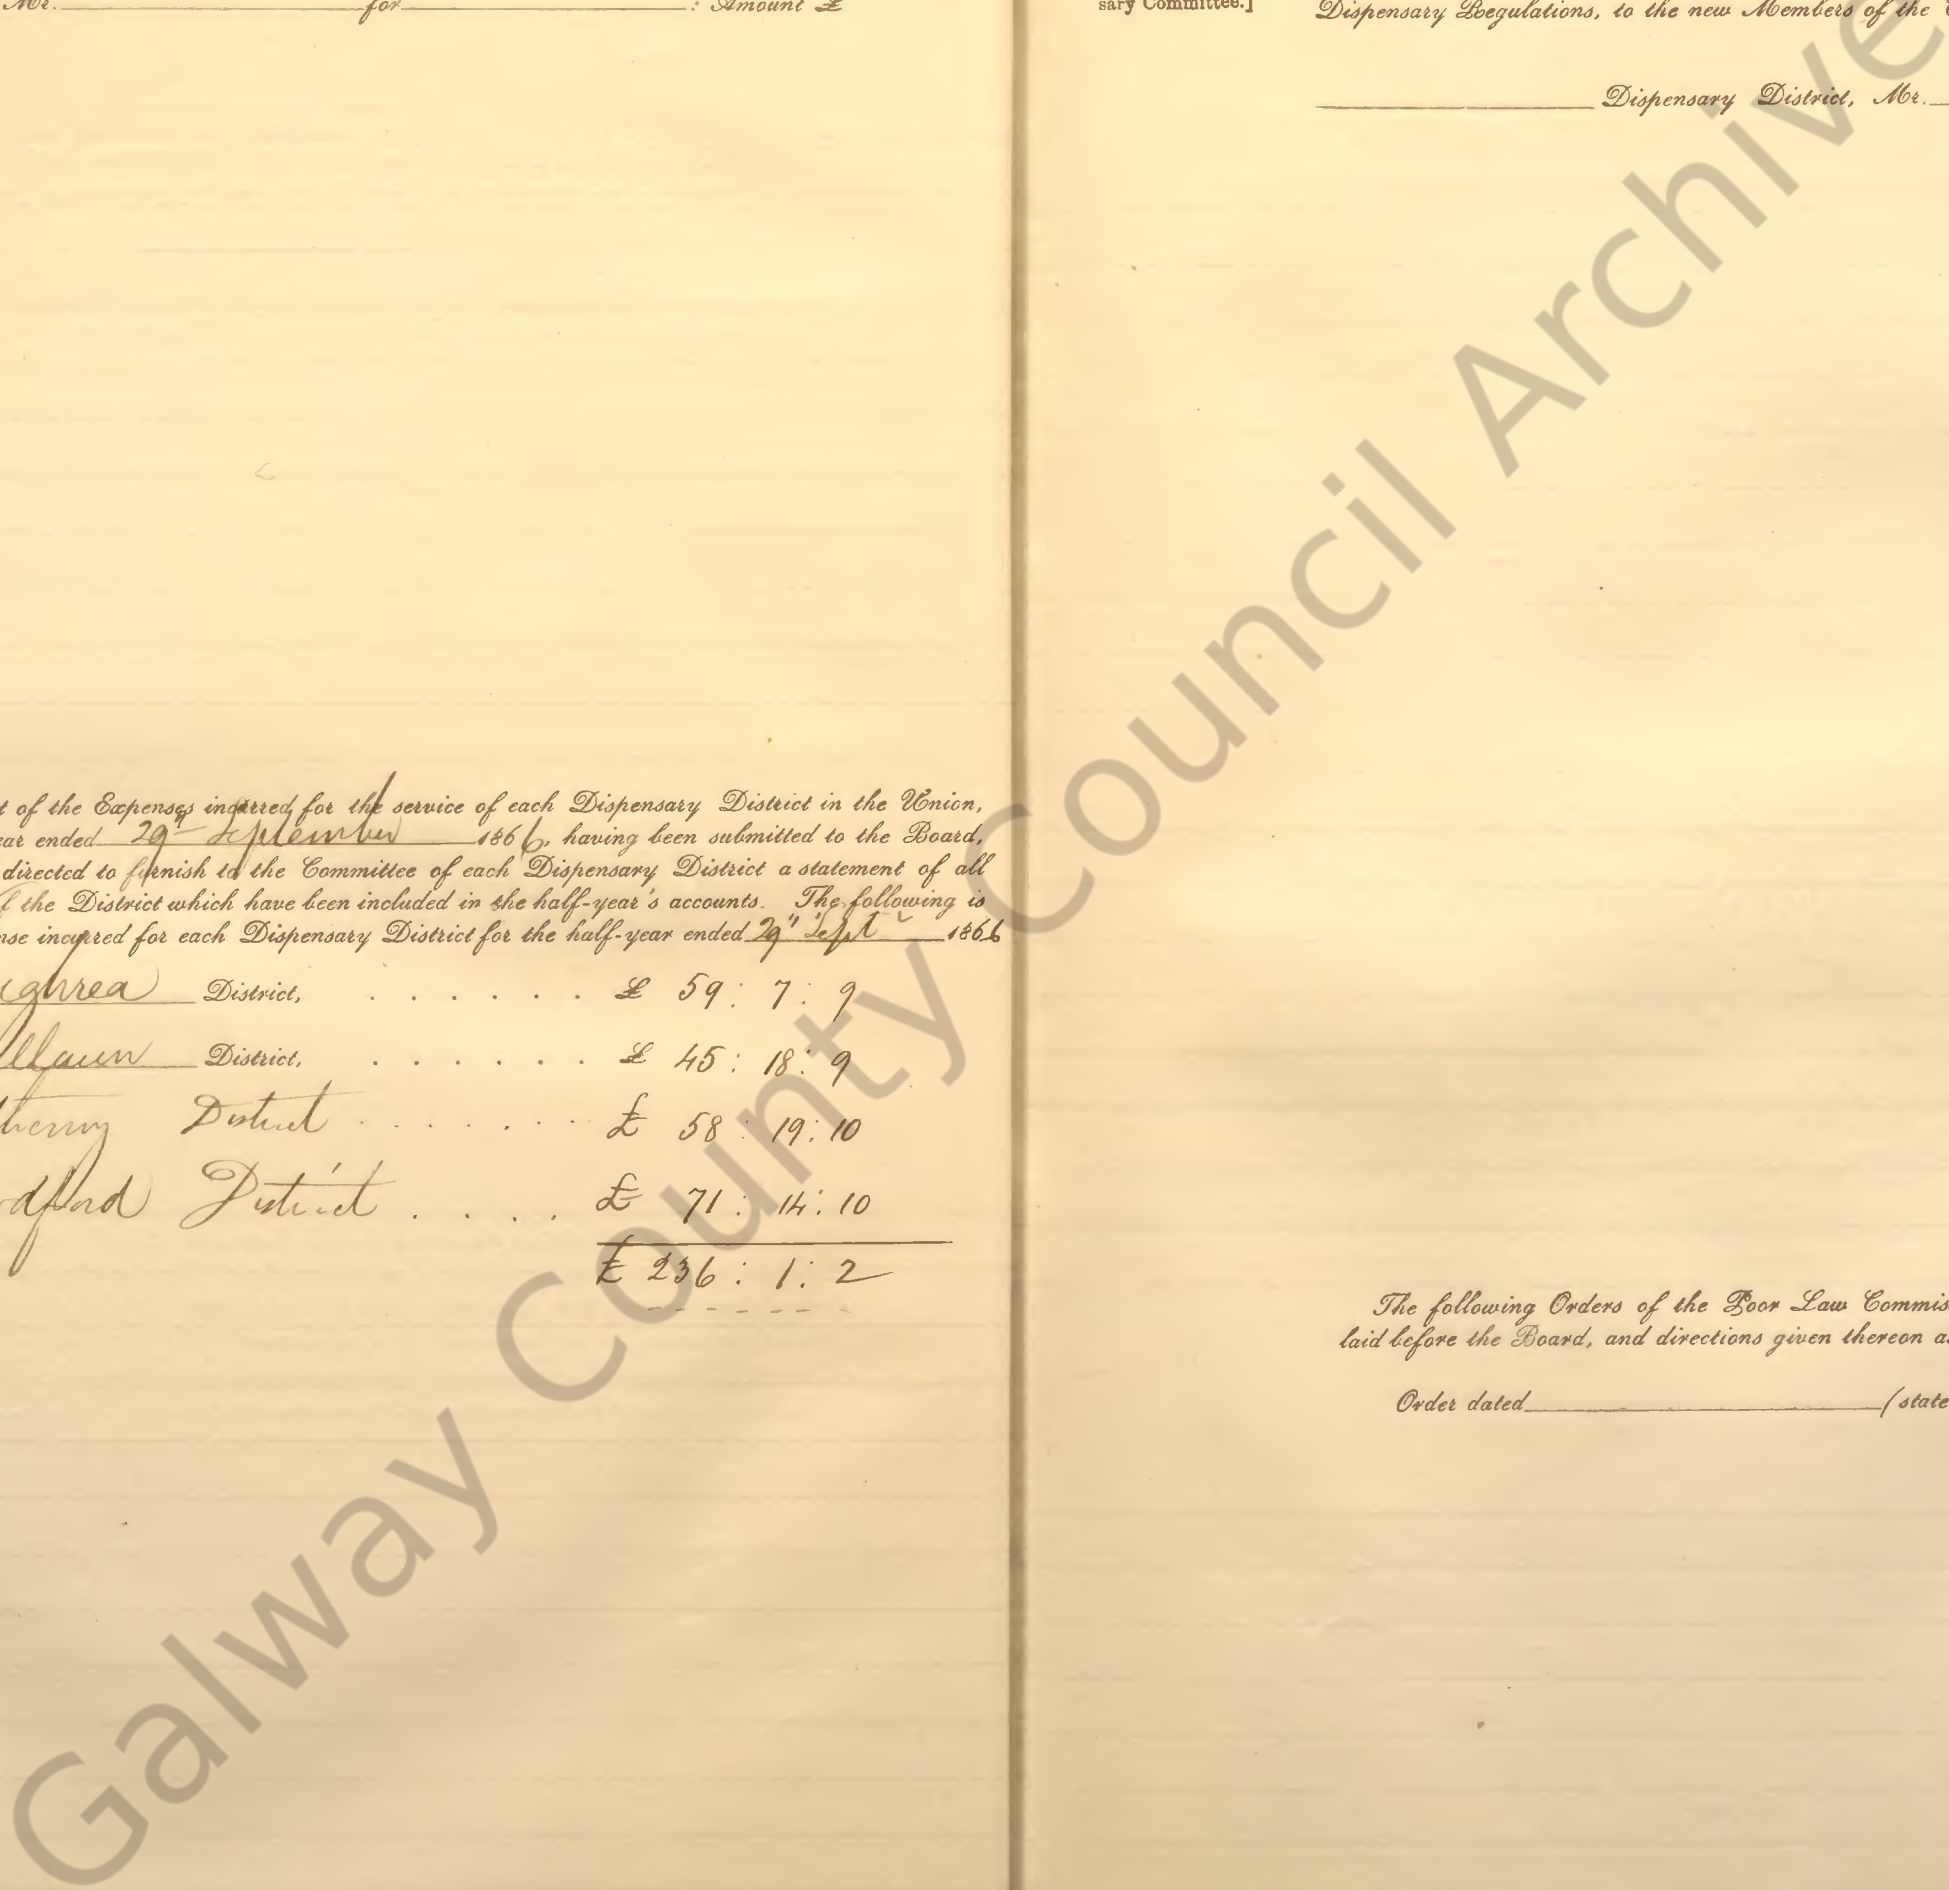 Mr. for : Amount £
t of the Expenses incurred for the service of each Dispensary District in the Union,
ear ended 29th September 1866, having been submitted to the Board,
directed to furnish to the Committee of each Dispensary District a statement of all
f the District which have been included in the half-year's accounts. The following is
nse incurred for each Dispensary District for the half-year ended 29" Sept 1866
ghrea District, . . . . . . £ 59 : 7 : 9
llaun District, . . . . . . £ 45 : 18 : 9
thenry District . . . . . . . £ 58 : 19 : 10
dford District . . . . £ 71 : 14 : 10
£ 236 : 1 : 2
sary Committee.]
Dispensary Regulations, to the new Members of the
Dispensary District, Mr.
The following Orders of the Poor Law Commis
laid before the Board, and directions given thereon a
Order dated (state
Galway County Council Archive